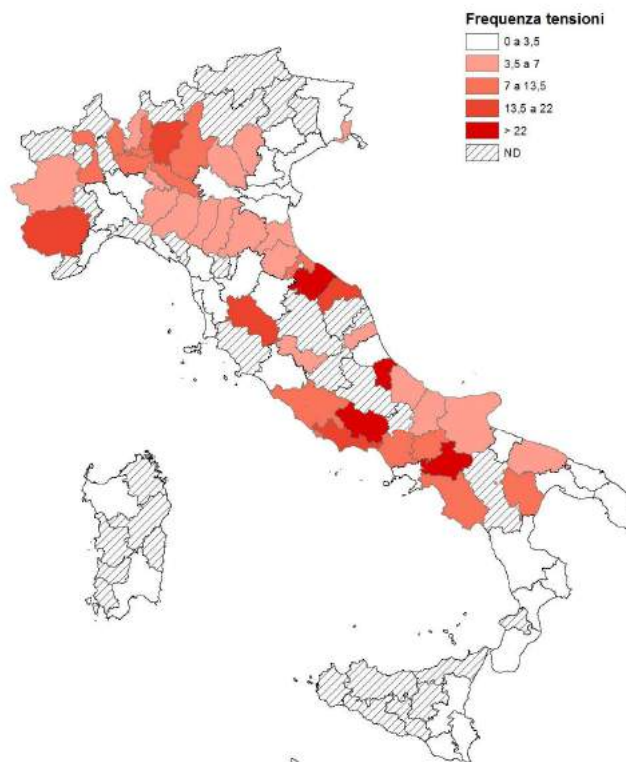 Frequenza tensioni
0 a 3,5
3,5 a 7
7 a 13,5
13,5 a 22
> 22
ND